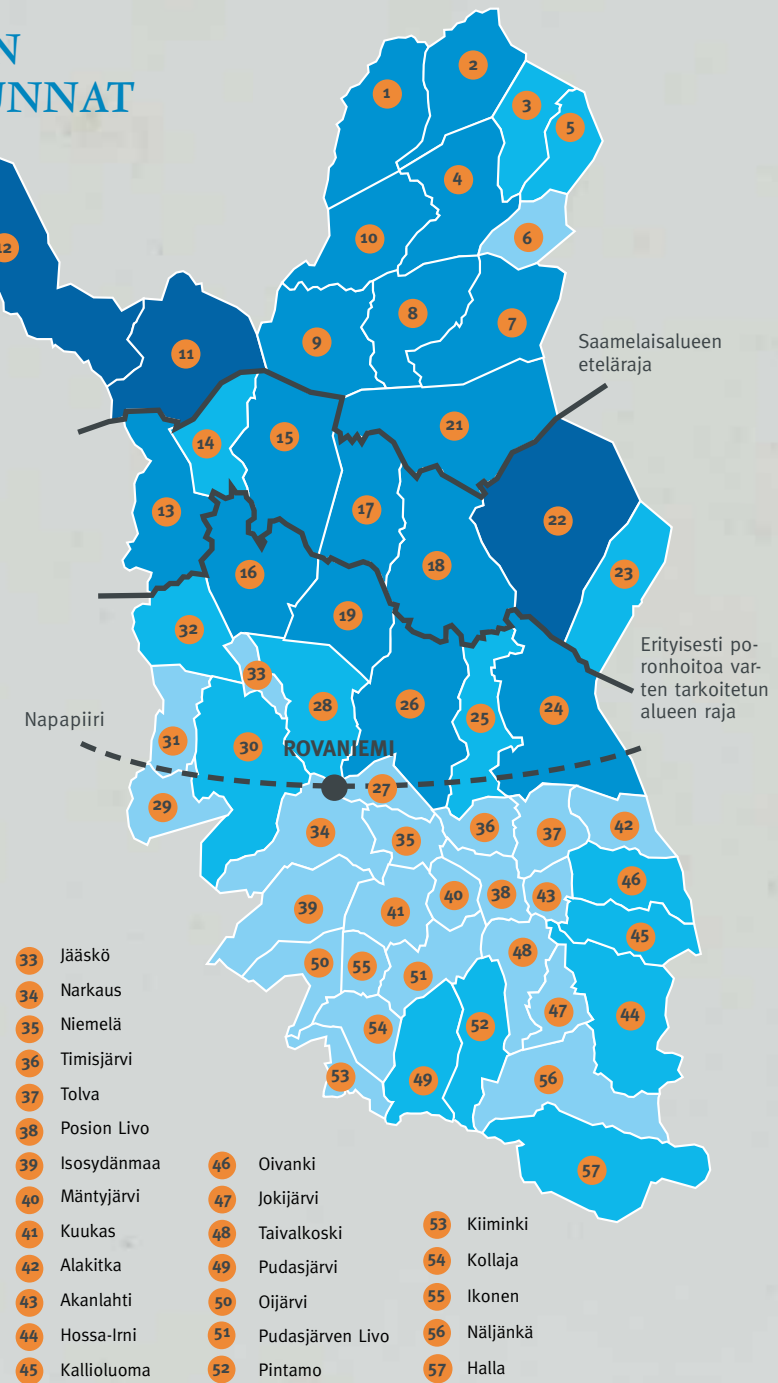 N
UNNAT
1
2
3
5
4
12
10
6
8
7
9
11
Saamelaisalueen
eteläraja
21
15
14
17
13
22
18
16
23
19
32
Erityisesti po-
ronhoitoa var-
ten tarkoitetun
alueen raja
33
28
26
24
25
Napapiiri
31
30
ROVANIEMI
27
29
34
35
36
37
42
46
40
38
43
39
41
45
48
50
55
51
47
44
54
52
53
49
56
57
33 Jääskö
34 Narkaus
35 Niemelä
36 Timisjärvi
37 Tolva
38 Posion Livo
39 Isosydänmaa
40 Mäntyjärvi
41 Kuukas
42 Alakitka
43 Akanlahti
44 Hossa-Irni
45 Kallioluoma
46 Oivanki
47 Jokijärvi
48 Taivalkoski
49 Pudasjärvi
50 Oijärvi
51 Pudasjärven Livo
52 Pintamo
53 Kiiminki
54 Kollaja
55 Ikonen
56 Näljänkä
57 Halla